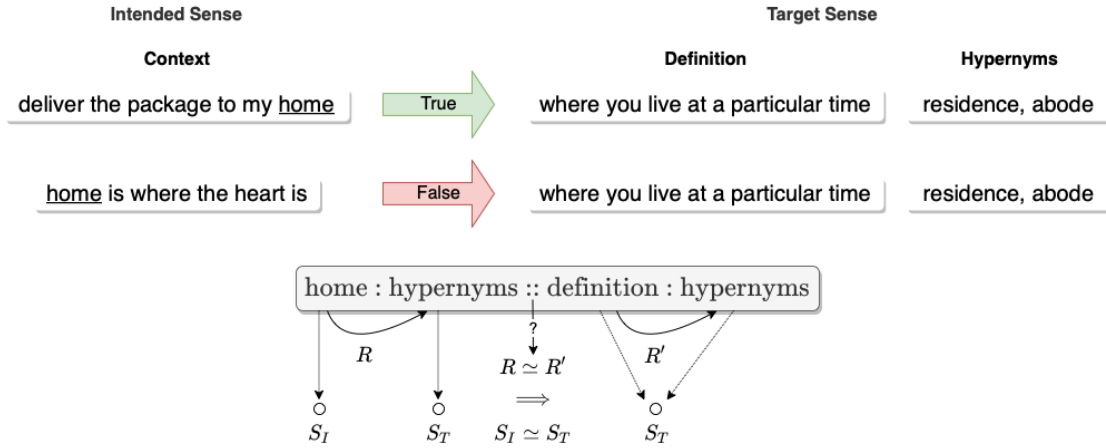 Intended Sense Target Sense
Context Definition Hypernyms
deliver the package to my home True where you live at a particular time residence, abode
home is where the heart is False where you live at a particular time residence, abode
home : hypernyms :: definition : hypernyms
?
R R ≃ R′ R′
⟹
S_I S_T S_I ≃ S_T S_T